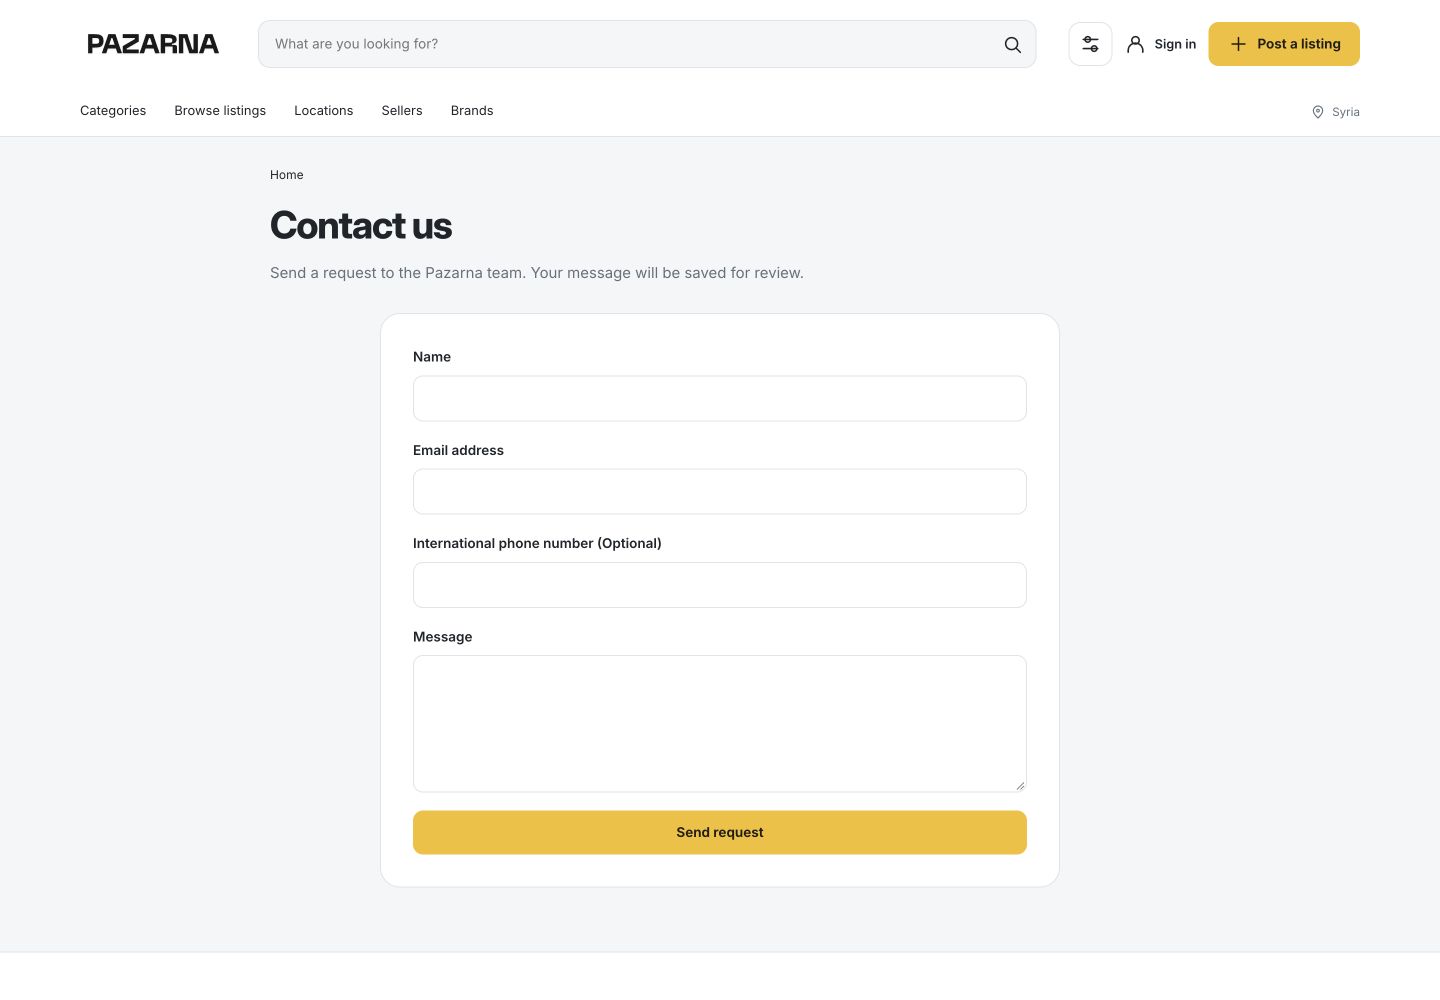 PAZARNA
What are you looking for?
Sign in
Post a listing
Categories
Browse listings
Locations
Sellers
Brands
Syria
Home
Contact us
Send a request to the Pazarna team. Your message will be saved for review.
Name
Email address
International phone number (Optional)
Message
Send request